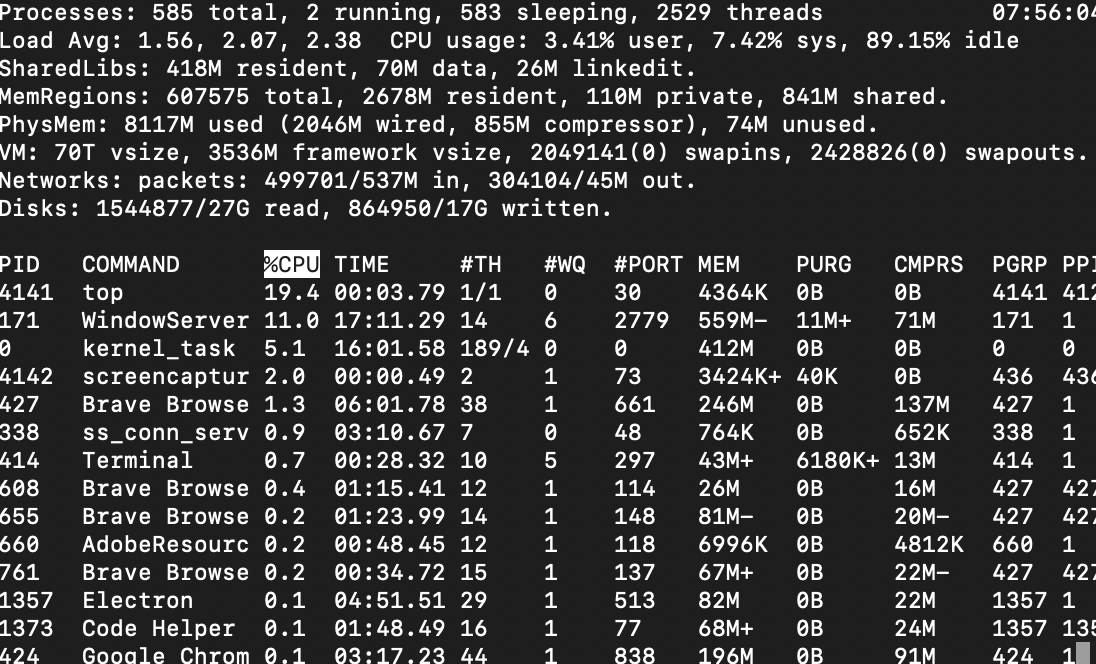 Processes: 585 total, 2 running, 583 sleeping, 2529 threads 07:56:04
Load Avg: 1.56, 2.07, 2.38 CPU usage: 3.41% user, 7.42% sys, 89.15% idle
SharedLibs: 418M resident, 70M data, 26M linkedit.
MemRegions: 607575 total, 2678M resident, 110M private, 841M shared.
PhysMem: 8117M used (2046M wired, 855M compressor), 74M unused.
VM: 70T vsize, 3536M framework vsize, 2049141(0) swapins, 2428826(0) swapouts.
Networks: packets: 499701/537M in, 304104/45M out.
Disks: 1544877/27G read, 864950/17G written.
PID COMMAND %CPU TIME #TH #WQ #PORT MEM PURG CMPRS PGRP PPI
4141 top 19.4 00:03.79 1/1 0 30 4364K 0B 0B 4141 412
171 WindowServer 11.0 17:11.29 14 6 2779 559M- 11M+ 71M 171 1
0 kernel_task 5.1 16:01.58 189/4 0 0 412M 0B 0B 0 0
4142 screencaptur 2.0 00:00.49 2 1 73 3424K+ 40K 0B 436 436
427 Brave Browse 1.3 06:01.78 38 1 661 246M 0B 137M 427 1
338 ss_conn_serv 0.9 03:10.67 7 0 48 764K 0B 652K 338 1
414 Terminal 0.7 00:28.32 10 5 297 43M+ 6180K+ 13M 414 1
608 Brave Browse 0.4 01:15.41 12 1 114 26M 0B 16M 427 427
655 Brave Browse 0.2 01:23.99 14 1 148 81M- 0B 20M- 427 427
660 AdobeResourc 0.2 00:48.45 12 1 118 6996K 0B 4812K 660 1
761 Brave Browse 0.2 00:34.72 15 1 137 67M+ 0B 22M- 427 427
1357 Electron 0.1 04:51.51 29 1 513 82M 0B 22M 1357 1
1373 Code Helper 0.1 01:48.49 16 1 77 68M+ 0B 24M 1357 135
424 Google Chrom 0.1 03:17.23 44 1 838 196M 0B 91M 424 1